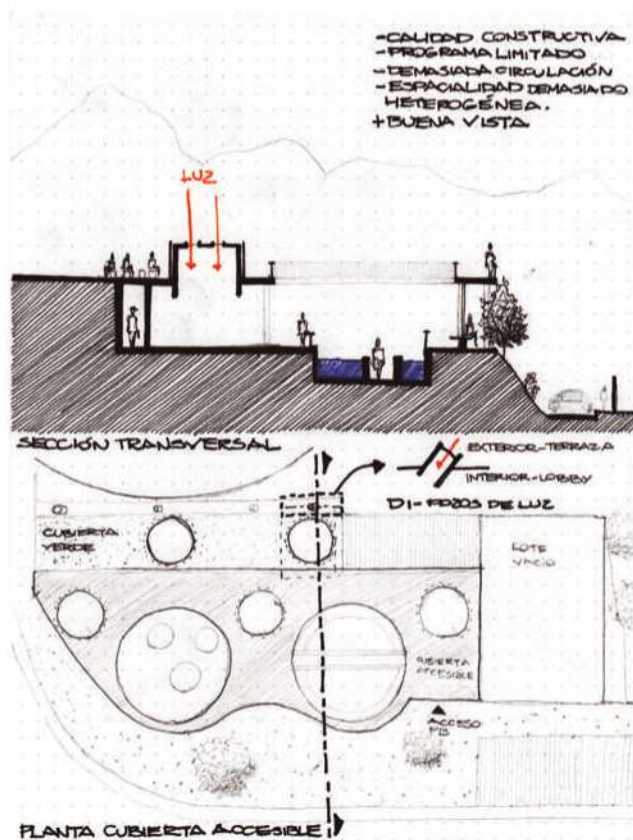 -CALIDAD CONSTRUCTIVA
-PROGRAMA LIMITADO
-DEMASIADA CIRCULACIÓN
-ESPACIALIDAD DEMASIADO
HETEROGÉNEA.
+BUENA VISTA
LUZ
SECCIÓN TRANSVERSAL
EXTERIOR-TERRAZA
INTERIOR-LOBBY
D1-POZOS DE LUZ
CUBIERTA
VERDE
LOTE
VACIO
CUBIERTA
ACCESIBLE
ACCESO
PB
PLANTA CUBIERTA ACCESIBLE